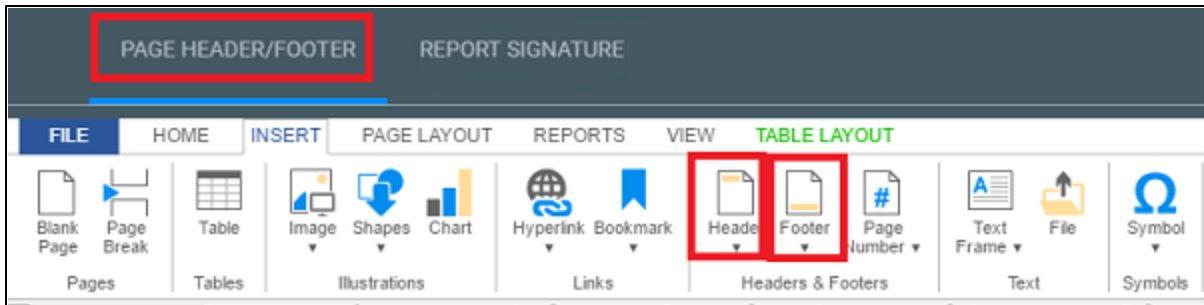 PAGE HEADER/FOOTER REPORT SIGNATURE
FILE HOME INSERT PAGE LAYOUT REPORTS VIEW TABLE LAYOUT
Blank Page Table Image Shapes Chart Hyperlink Bookmark Heade Footer Page Text File Symbol
Page Break Number Frame
Pages Tables Illustrations Links Headers & Footers Text Symbols